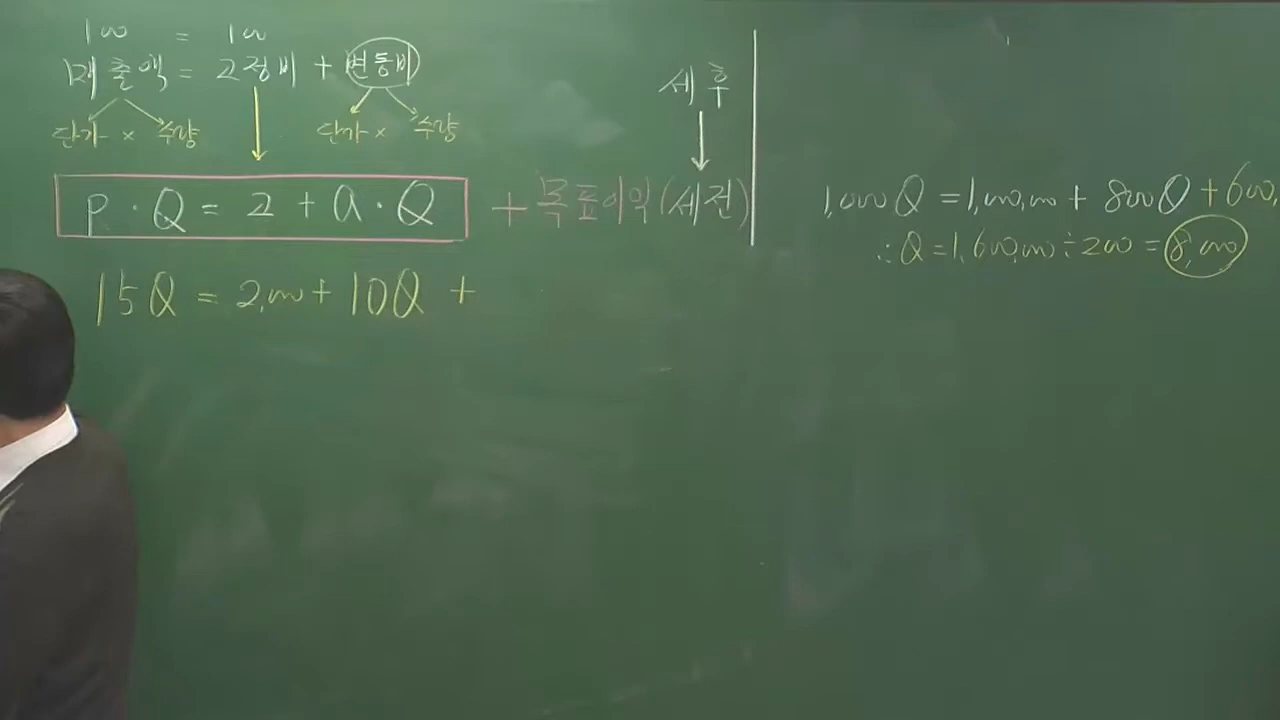 100 = 100
매출액 = 고정비 + 변동비
단가 × 수량 단가 × 수량
P · Q = 고 + a · Q + 목표이익(세전)
15Q = 2,000 + 10Q +
세후
1,000Q = 1,000,000 + 800Q + 600,
∴ Q = 1,600,000 ÷ 200 = 8,000